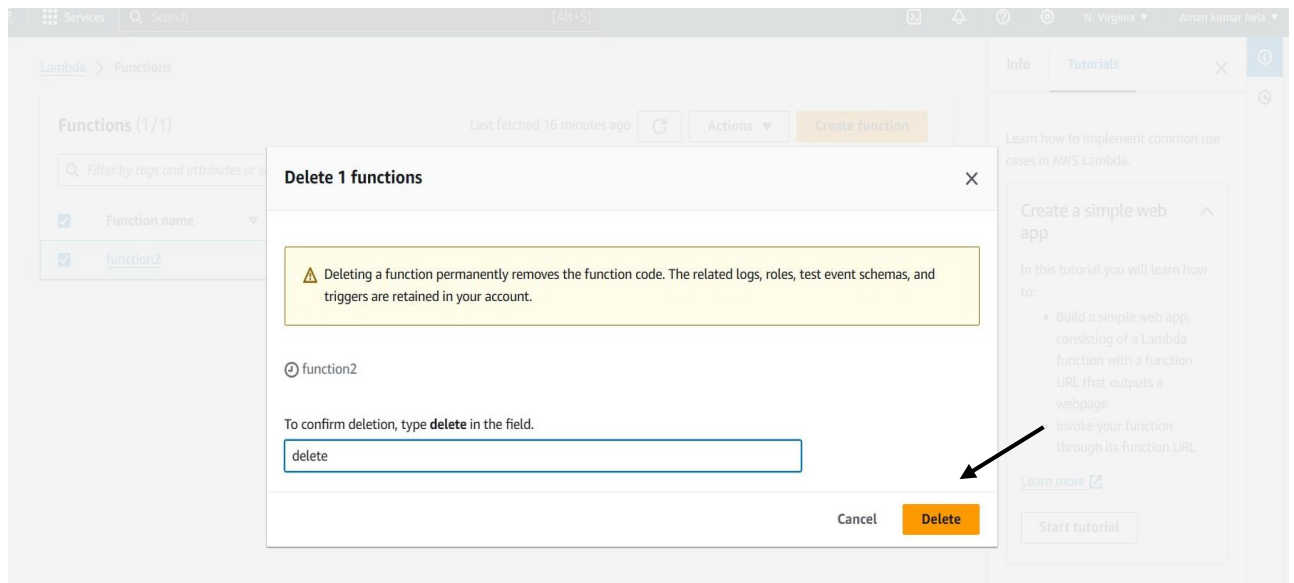 Services
Search
[Alt+S]
N. Virginia
Aman kumar hela
Lambda > Functions
Functions (1/1)
Last fetched 16 minutes ago
Actions
Create function
Filter by tags and attributes or s
Function name
function2
Delete 1 functions
Deleting a function permanently removes the function code. The related logs, roles, test event schemas, and
triggers are retained in your account.
function2
To confirm deletion, type delete in the field.
delete
Cancel
Delete
Info
Tutorials
Learn how to implement common use
cases in AWS Lambda.
Create a simple web
app
In this tutorial you will learn how
to:
• Build a simple web app,
consisting of a Lambda
function with a function
URL that outputs a
webpage
• Invoke your function
through its function URL
Learn more
Start tutorial